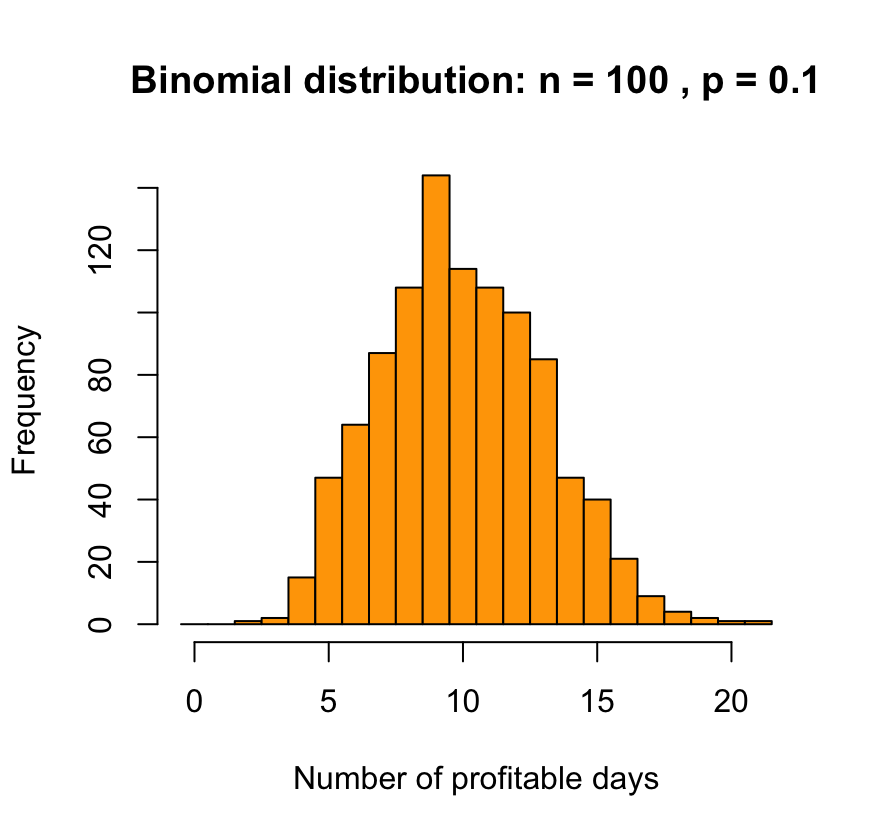 Binomial distribution: n = 100 , p = 0.1
Frequency
120
80
60
40
20
0
0 5 10 15 20
Number of profitable days